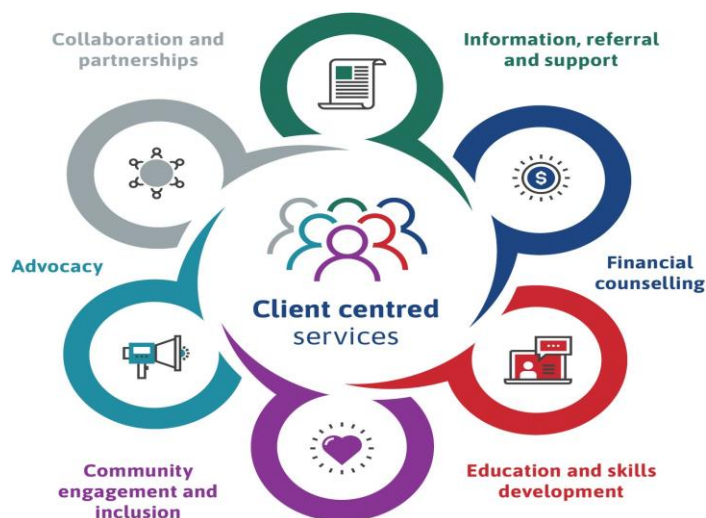 Collaboration and
partnerships
Information, referral
and support
$
Advocacy
Client centred
services
Financial
counselling
Community
engagement and
inclusion
Education and skills
development